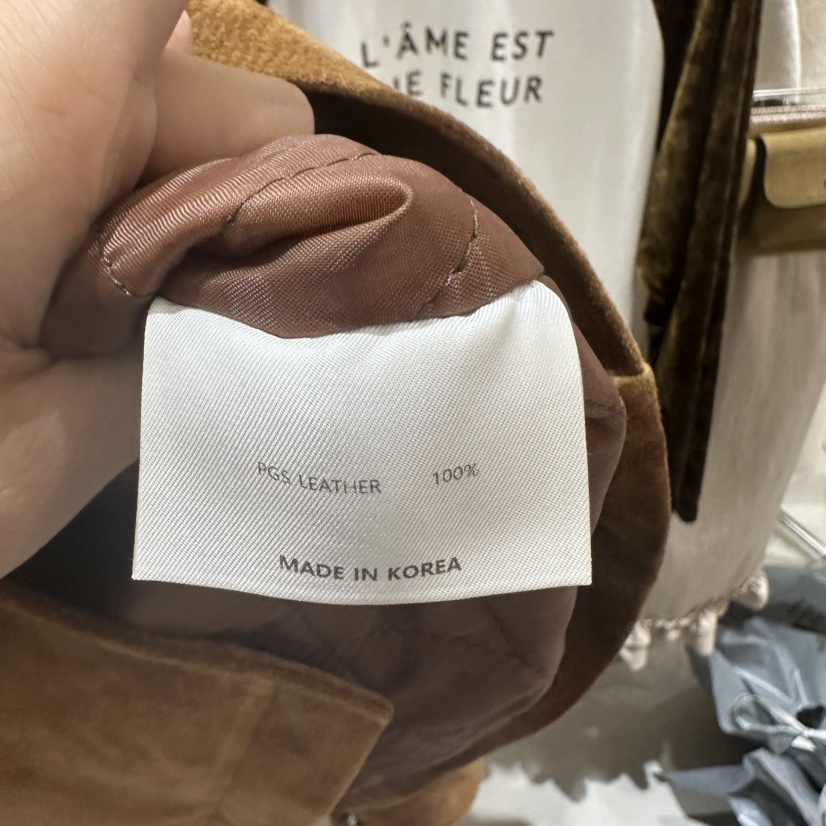 L'ÂME EST
FLEUR
PGS LEATHER 100%
MADE IN KOREA